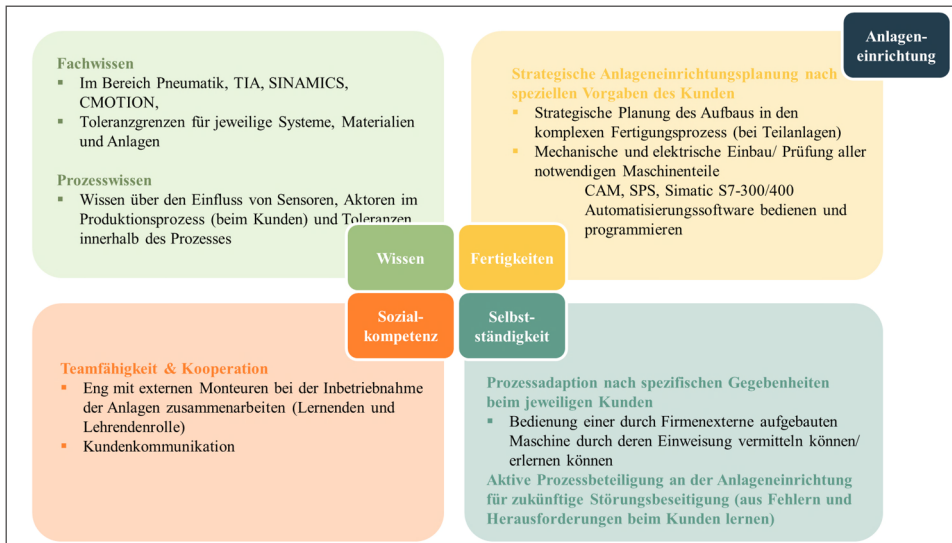 Anlagen-
einrichtung
Fachwissen
▪ Im Bereich Pneumatik, TIA, SINAMICS,
CMOTION,
▪ Toleranzgrenzen für jeweilige Systeme, Materialien
und Anlagen
Prozesswissen
▪ Wissen über den Einfluss von Sensoren, Aktoren im
Produktionsprozess (beim Kunden) und Toleranzen
innerhalb des Prozesses
Strategische Anlageneinrichtungsplanung nach
speziellen Vorgaben des Kunden
▪ Strategische Planung des Aufbaus in den
komplexen Fertigungsprozess (bei Teilanlagen)
▪ Mechanische und elektrische Einbau/ Prüfung aller
notwendigen Maschinenteile
CAM, SPS, Simatic S7-300/400
Automatisierungssoftware bedienen und
programmieren
Wissen
Fertigkeiten
Sozial-
kompetenz
Selbst-
ständigkeit
Teamfähigkeit & Kooperation
▪ Eng mit externen Monteuren bei der Inbetriebnahme
der Anlagen zusammenarbeiten (Lernenden und
Lehrendenrolle)
▪ Kundenkommunikation
Prozessadaption nach spezifischen Gegebenheiten
beim jeweiligen Kunden
▪ Bedienung einer durch Firmenexterne aufgebauten
Maschine durch deren Einweisung vermitteln können/
erlernen können
Aktive Prozessbeteiligung an der Anlageneinrichtung
für zukünftige Störungsbeseitigung (aus Fehlern und
Herausforderungen beim Kunden lernen)